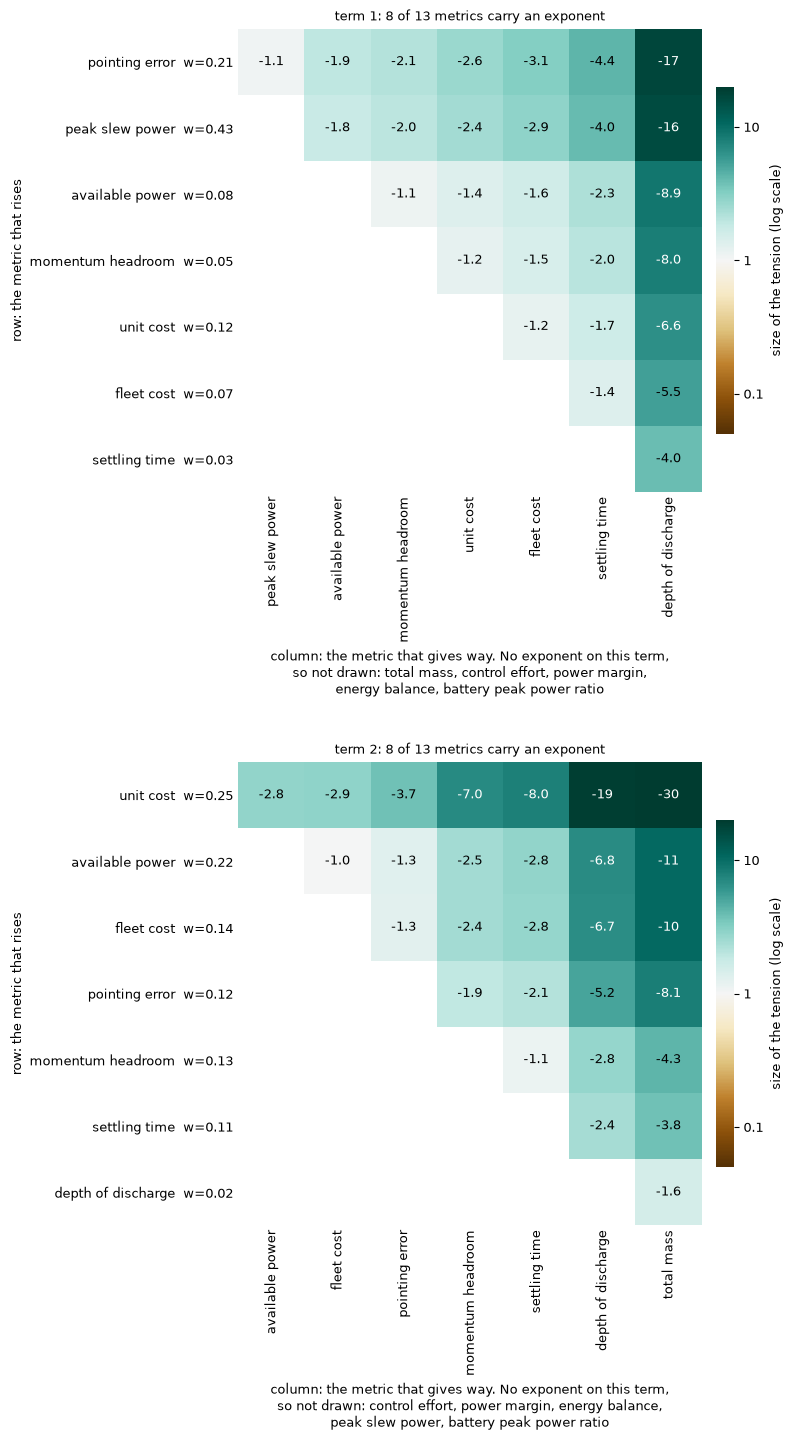 term 1: 8 of 13 metrics carry an exponent
row: the metric that rises
pointing error w=0.21 -1.1 -1.9 -2.1 -2.6 -3.1 -4.4 -17
peak slew power w=0.43 -1.8 -2.0 -2.4 -2.9 -4.0 -16
available power w=0.08 -1.1 -1.4 -1.6 -2.3 -8.9
momentum headroom w=0.05 -1.2 -1.5 -2.0 -8.0
unit cost w=0.12 -1.2 -1.7 -6.6
fleet cost w=0.07 -1.4 -5.5
settling time w=0.03 -4.0
peak slew power
available power
momentum headroom
unit cost
fleet cost
settling time
depth of discharge
column: the metric that gives way. No exponent on this term,
so not drawn: total mass, control effort, power margin,
energy balance, battery peak power ratio
10
1
0.1
size of the tension (log scale)
term 2: 8 of 13 metrics carry an exponent
row: the metric that rises
unit cost w=0.25 -2.8 -2.9 -3.7 -7.0 -8.0 -19 -30
available power w=0.22 -1.0 -1.3 -2.5 -2.8 -6.8 -11
fleet cost w=0.14 -1.3 -2.4 -2.8 -6.7 -10
pointing error w=0.12 -1.9 -2.1 -5.2 -8.1
momentum headroom w=0.13 -1.1 -2.8 -4.3
settling time w=0.11 -2.4 -3.8
depth of discharge w=0.02 -1.6
available power
fleet cost
pointing error
momentum headroom
settling time
depth of discharge
total mass
column: the metric that gives way. No exponent on this term,
so not drawn: control effort, power margin, energy balance,
peak slew power, battery peak power ratio
10
1
0.1
size of the tension (log scale)